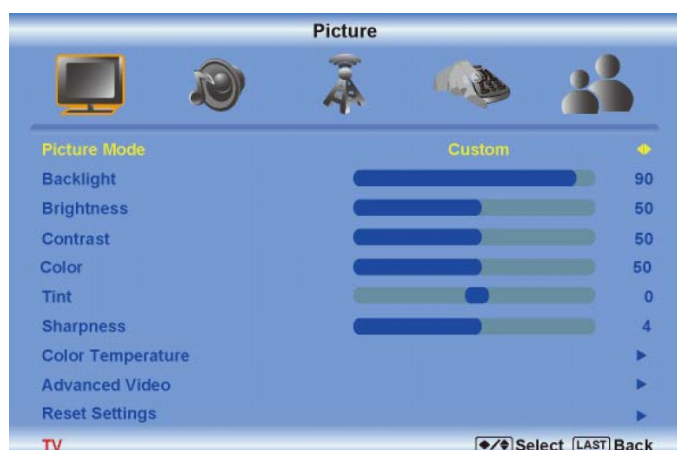 Picture
Picture Mode Custom
Backlight 90
Brightness 50
Contrast 50
Color 50
Tint 0
Sharpness 4
Color Temperature
Advanced Video
Reset Settings
TV Select LAST Back